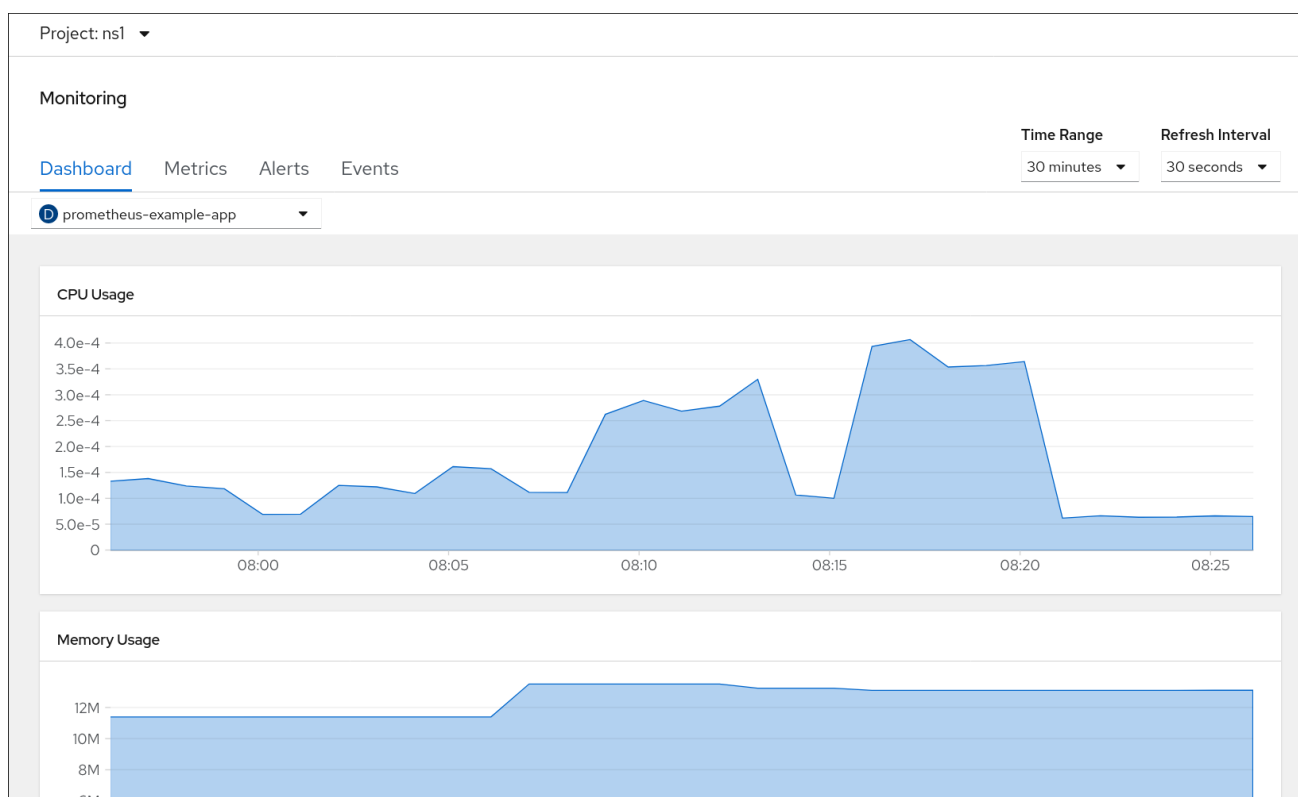 Project: ns1
Monitoring
Time Range
Refresh Interval
Dashboard
Metrics
Alerts
Events
30 minutes
30 seconds
D prometheus-example-app
CPU Usage
4.0e-4
3.5e-4
3.0e-4
2.5e-4
2.0e-4
1.5e-4
1.0e-4
5.0e-5
0
08:00
08:05
08:10
08:15
08:20
08:25
Memory Usage
12M
10M
8M